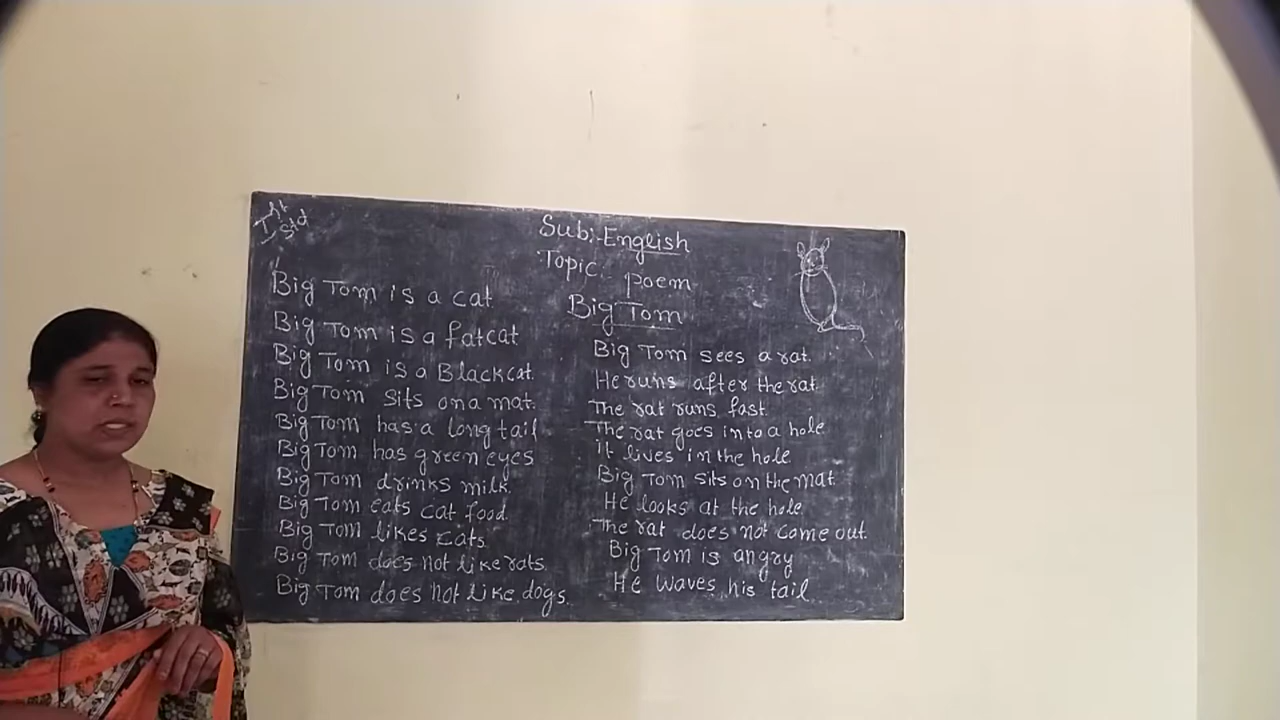 Ist Std
Sub:-English
Topic:- poem
Big Tom
Big Tom is a cat
Big Tom is a fat cat
Big Tom is a Black cat.
Big Tom sits on a mat.
Big Tom has a long tail
Big Tom has green eyes
Big Tom drinks milk.
Big Tom eats cat food.
Big Tom likes cats
Big Tom does not like rats.
Big Tom does not like dogs.
Big Tom sees a rat.
He runs after the rat.
The rat runs fast.
The rat goes into a hole.
it lives in the hole
Big Tom sits on the mat.
He looks at the hole
The rat does not come out.
Big Tom is angry
He waves his tail.